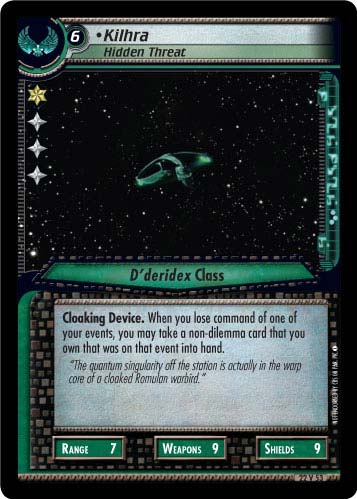 6
•Kilhra
Hidden Threat
D'deridex Class
Cloaking Device. When you lose command of one of
your events, you may take a non-dilemma card that you
own that was on that event into hand.
"The quantum singularity off the station is actually in the warp
core of a cloaked Romulan warbird."
RANGE 7 WEAPONS 9 SHIELDS 9
22 V 53